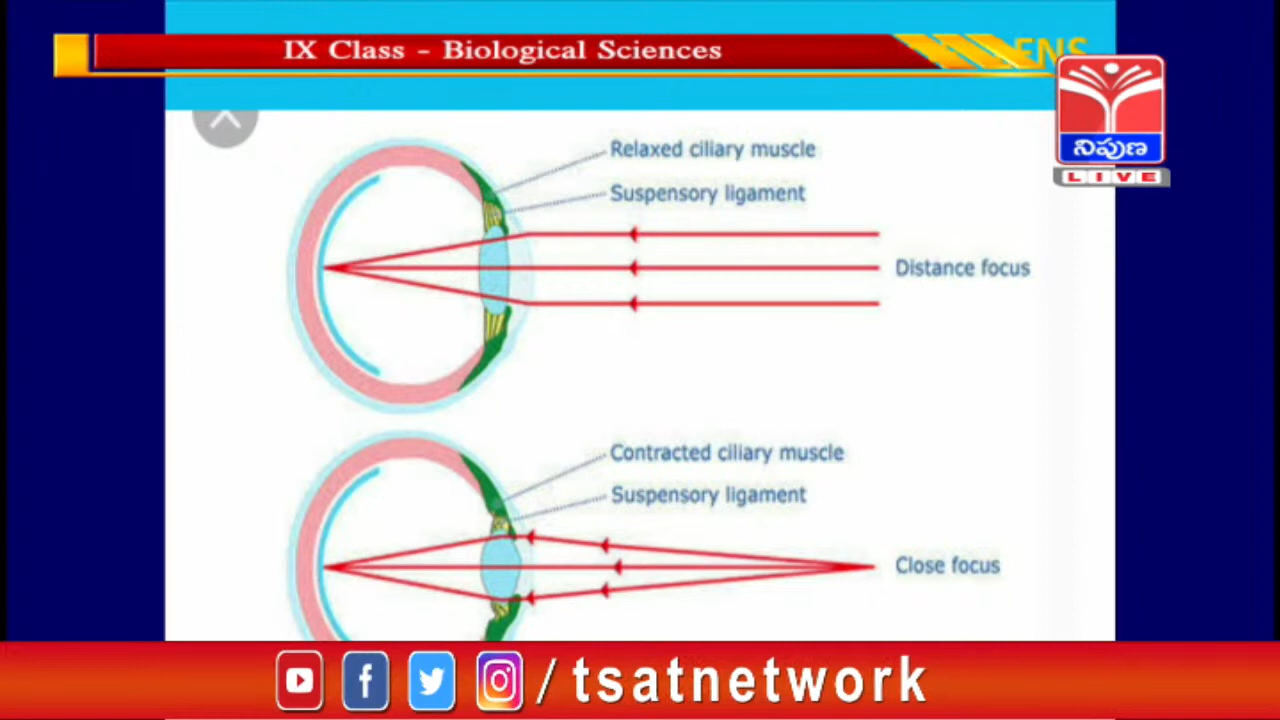 IX Class - Biological Sciences
ENS
నిపుణ
LIVE
Relaxed ciliary muscle
Suspensory ligament
Distance focus
Contracted ciliary muscle
Suspensory ligament
Close focus
/tsatnetwork